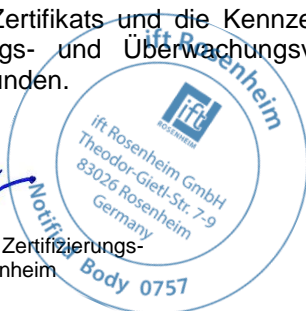 Zertifikats und die Kennze
gs- und Überwachungsv
unden.
ift Rosenheim
ift
ROSENHEIM
ift Rosenheim GmbH
Theodor-Gietl-Str. 7-9
83026 Rosenheim
Germany
Zertifizierungs-
enheim
Notified Body 0757